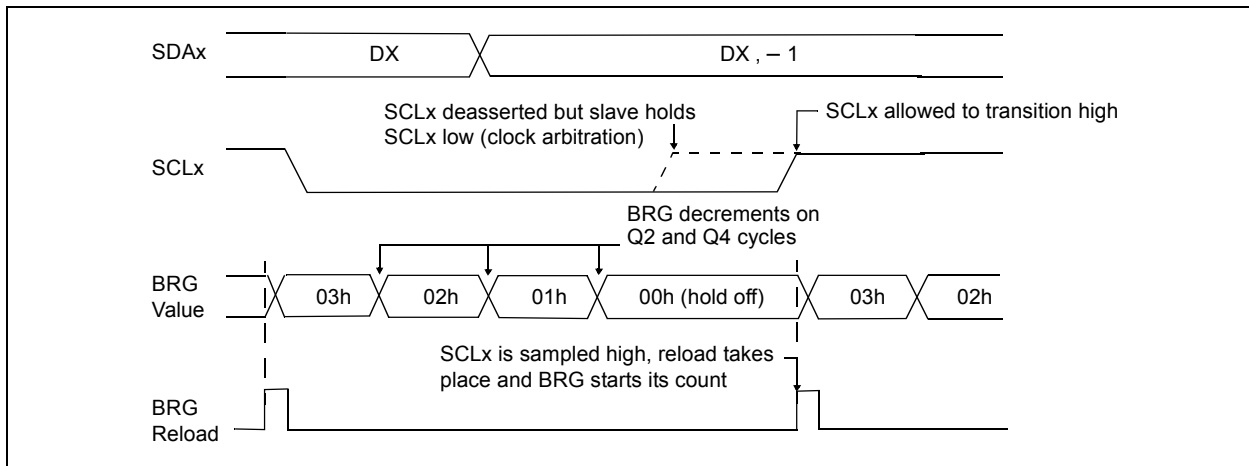 SDAx
DX
DX , – 1
SCLx deasserted but slave holds
SCLx low (clock arbitration)
SCLx allowed to transition high
SCLx
BRG decrements on
Q2 and Q4 cycles
BRG
Value
03h
02h
01h
00h (hold off)
03h
02h
SCLx is sampled high, reload takes
place and BRG starts its count
BRG
Reload